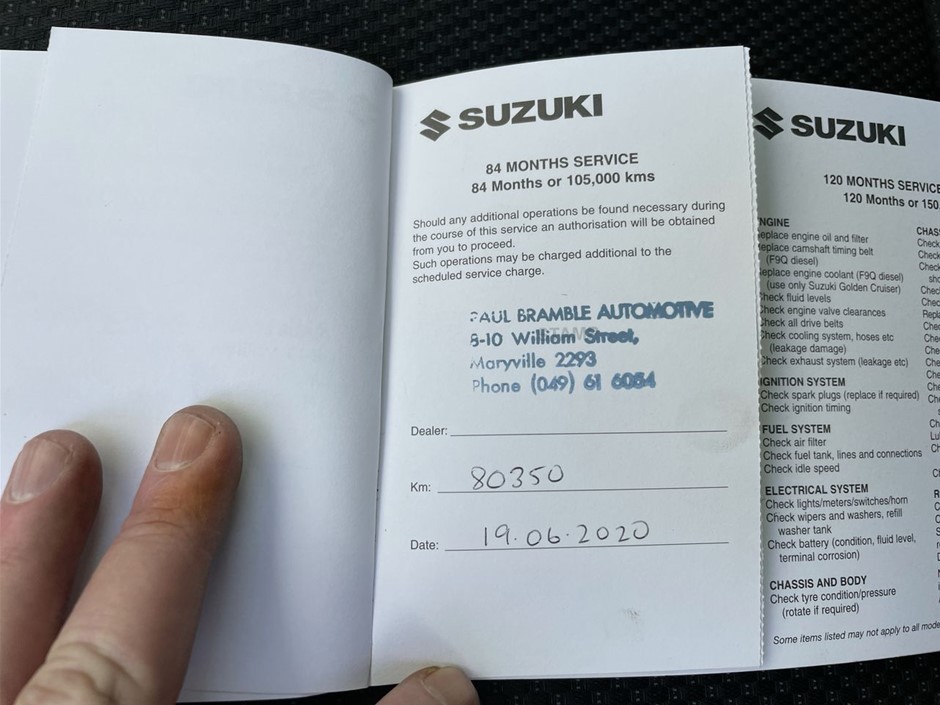 SUZUKI
84 MONTHS SERVICE
84 Months or 105,000 kms
Should any additional operations be found necessary during
the course of this service an authorisation will be obtained
from you to proceed.
Such operations may be charged additional to the
scheduled service charge.
PAUL BRAMBLE AUTOMOTIVE
8-10 William Street,
Maryville 2293
Phone (049) 61 6054
STAMP
Dealer:
Km: 80350
Date: 19.06.2020
SUZUKI
120 MONTHS SERVICE
120 Months or 150,
ENGINE
Replace engine oil and filter
Replace camshaft timing belt
(F9Q diesel)
Replace engine coolant (F9Q diesel)
(use only Suzuki Golden Cruiser)
Check fluid levels
Check engine valve clearances
Check all drive belts
Check cooling system, hoses etc
(leakage damage)
Check exhaust system (leakage etc)
IGNITION SYSTEM
Check spark plugs (replace if required)
Check ignition timing
FUEL SYSTEM
Check air filter
Check fuel tank, lines and connections
Check idle speed
ELECTRICAL SYSTEM
Check lights/meters/switches/horn
Check wipers and washers, refill
washer tank
Check battery (condition, fluid level,
terminal corrosion)
CHASSIS AND BODY
Check tyre condition/pressure
(rotate if required)
Some items listed may not apply to all mode